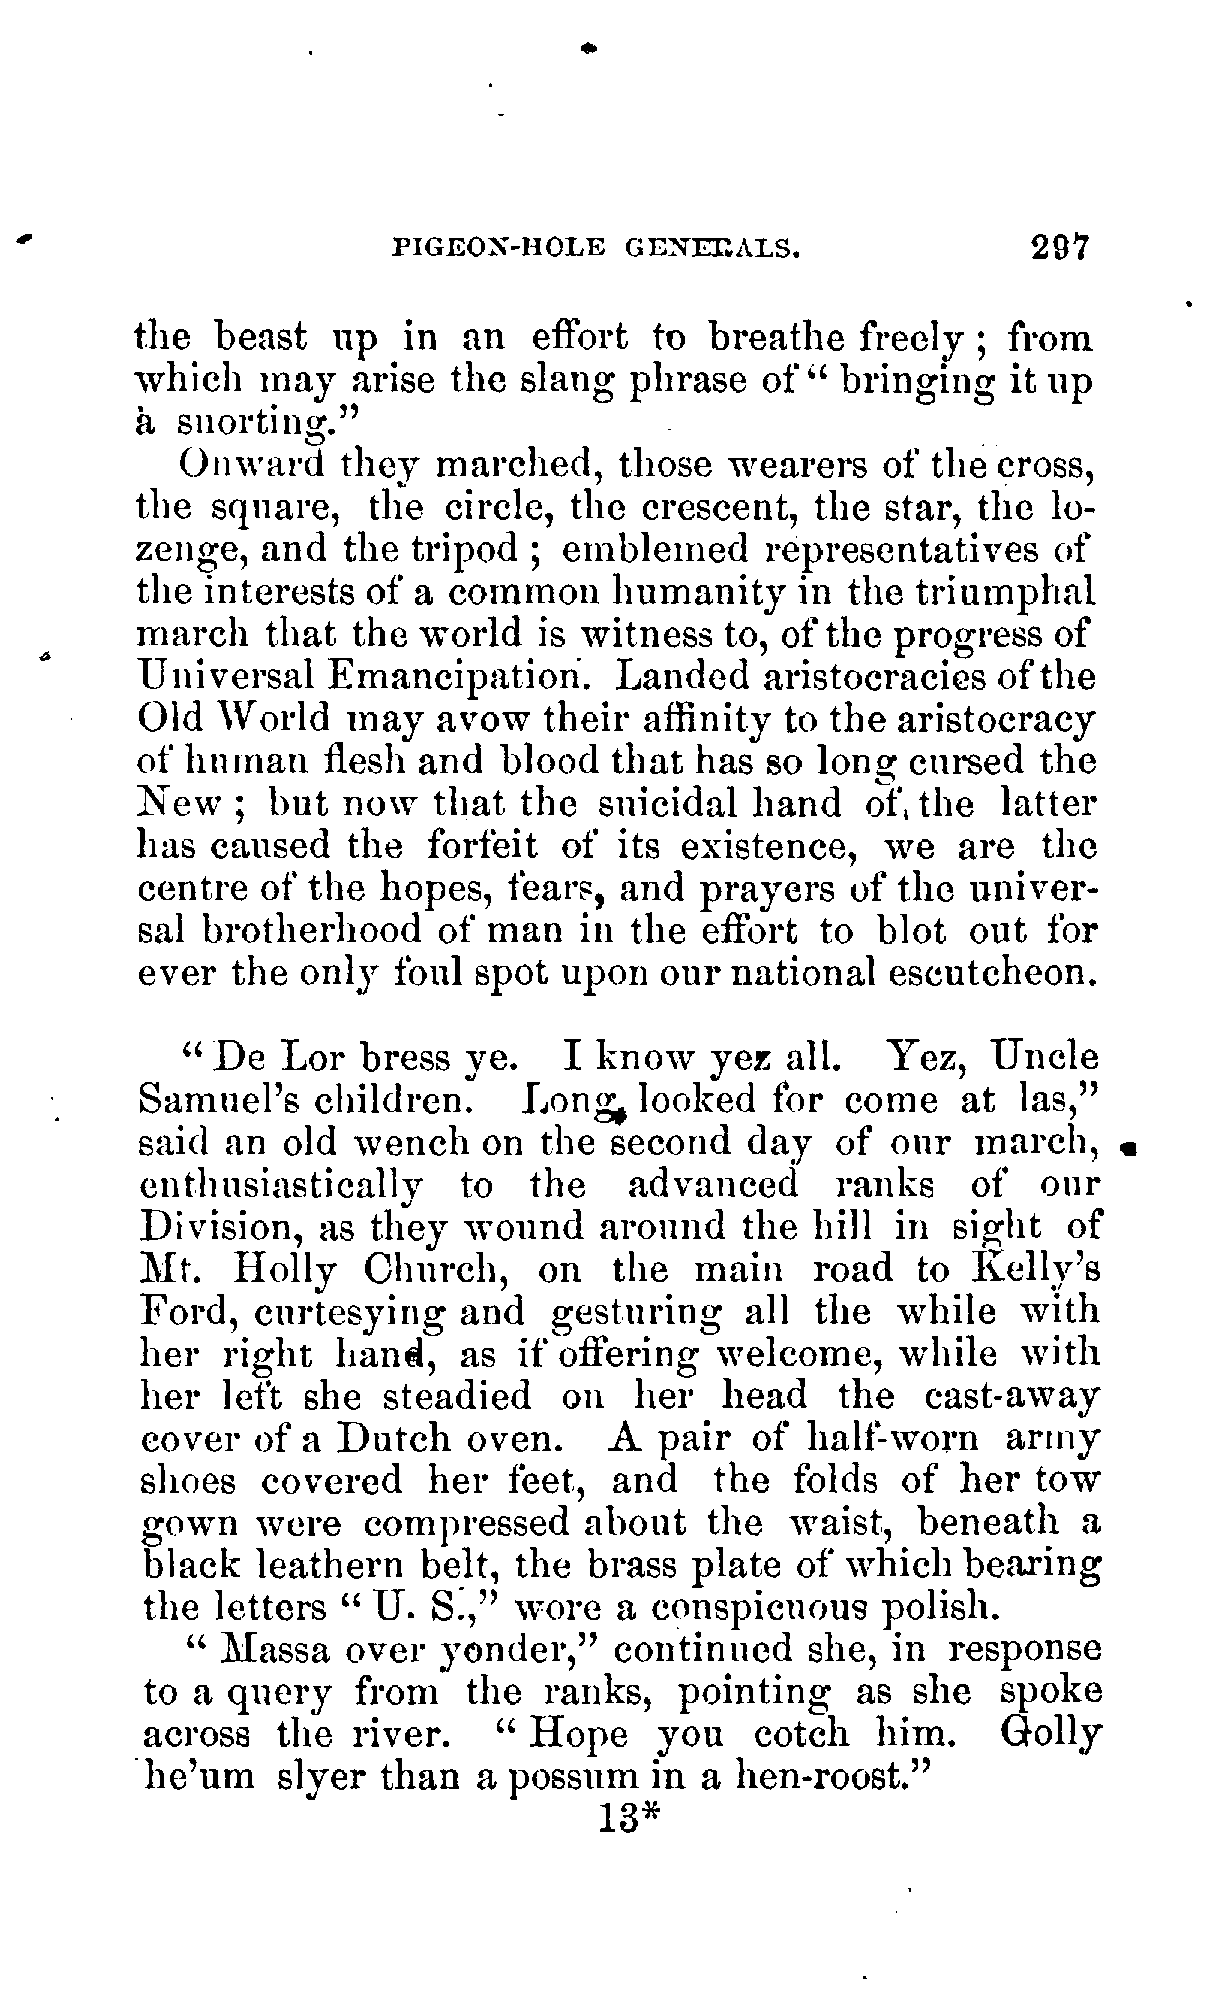 PIGEON-HOLE GENERALS. 297
the beast up in an effort to breathe freely ; from
which may arise the slang phrase of " bringing it up
à snorting."
Onward they marched, those wearers of the cross,
the square, the circle, the crescent, the star, the lo-
zenge, and the tripod ; emblemed representatives of
the interests of a common humanity in the triumphal
march that the world is witness to, of the progress of
Universal Emancipation. Landed aristocracies of the
Old World may avow their affinity to the aristocracy
of human flesh and blood that has so long cursed the
New ; but now that the suicidal hand of, the latter
has caused the forfeit of its existence, we are the
centre of the hopes, fears, and prayers of the univer-
sal brotherhood of man in the effort to blot out for
ever the only foul spot upon our national escutcheon.
" De Lor bress ye. I know yez all. Yez, Uncle
Samuel's children. Long, looked for come at las,"
said an old wench on the second day of our march,
enthusiastically to the advanced ranks of our
Division, as they wound around the hill in sight of
Mt. Holly Church, on the main road to Kelly's
Ford, curtesying and gesturing all the while with
her right hand, as if offering welcome, while with
her left she steadied on her head the cast-away
cover of a Dutch oven. A pair of half-worn army
shoes covered her feet, and the folds of her tow
gown were compressed about the waist, beneath a
black leathern belt, the brass plate of which bearing
the letters " U. S.," wore a conspicuous polish.
" Massa over yonder," continued she, in response
to a query from the ranks, pointing as she spoke
across the river. " Hope you cotch him. Golly
he'um slyer than a possum in a hen-roost."
13*